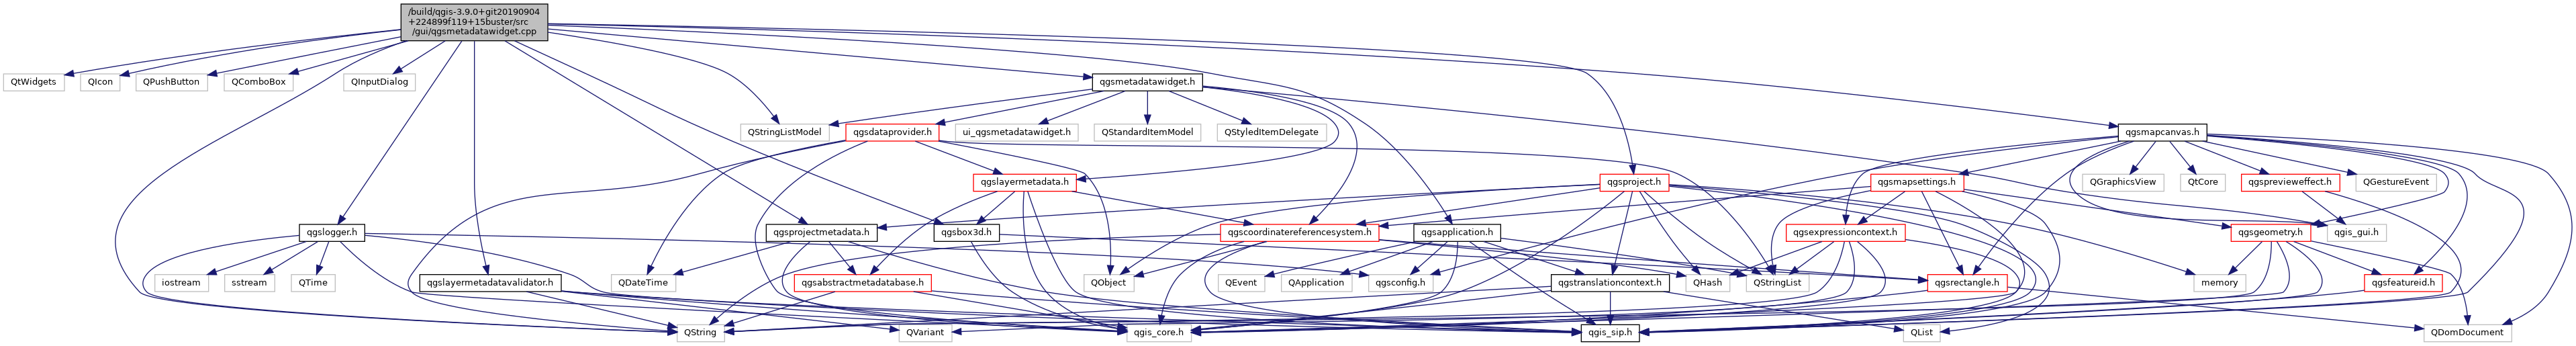 /build/qgis-3.9.0+git20190904
+224899f119+15buster/src
/gui/qgsmetadatawidget.cpp
QtWidgets
QIcon
QPushButton
QComboBox
QInputDialog
qgsmetadatawidget.h
QStringListModel
qgsdataprovider.h
ui_qgsmetadatawidget.h
QStandardItemModel
QStyledItemDelegate
qgsmapcanvas.h
qgslayermetadata.h
qgsproject.h
qgsmapsettings.h
QGraphicsView
QtCore
qgspreviewеffect.h
QGestureEvent
qgslogger.h
qgsprojectmetadata.h
qgsbox3d.h
qgscoordinatereferencesystem.h
qgsapplication.h
qgsexpressioncontext.h
qgsgeometry.h
qgis_gui.h
iostream
sstream
QTime
qgslayermetadatavalidator.h
QDateTime
qgsabstractmetadatabase.h
QObject
qgsconfig.h
QEvent
QApplication
qgstranslationcontext.h
QHash
QStringList
qgsrectangle.h
memory
qgsfeatureid.h
QString
QVariant
qgis_core.h
qgis_sip.h
QList
QDomDocument